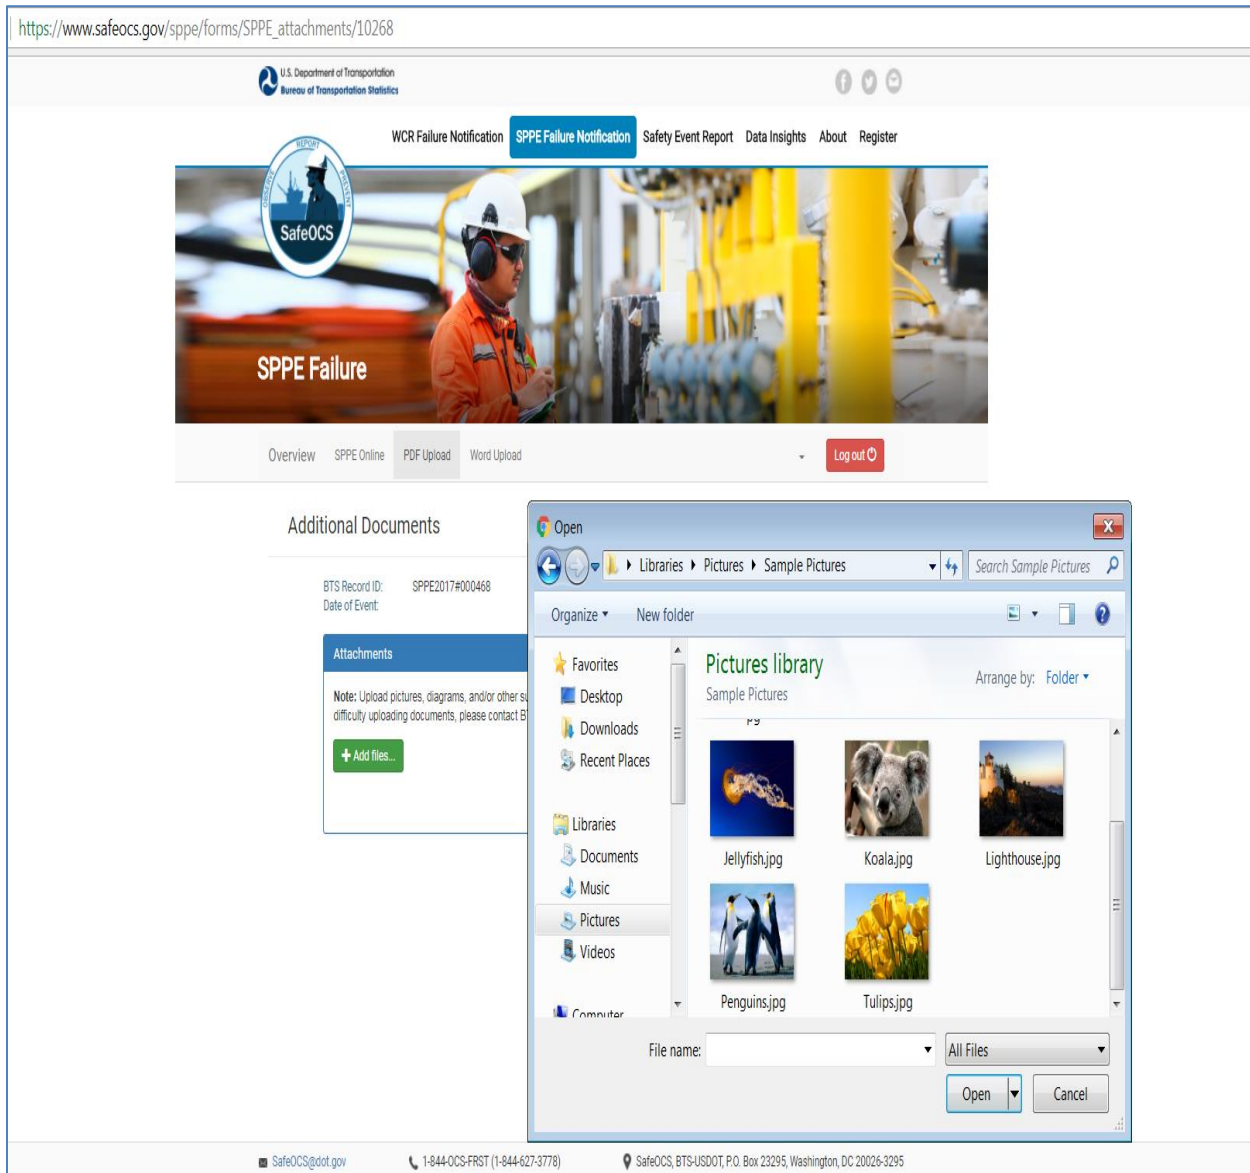 https://www.safeocs.gov/sppe/forms/SPPE_attachments/10268
U.S. Department of Transportation
Bureau of Transportation Statistics
WCR Failure Notification SPPE Failure Notification Safety Event Report Data Insights About Register
OBSERVE REPORT PREVENT
SafeOCS
SPPE Failure
Overview SPPE Online PDF Upload Word Upload Log out
Additional Documents
BTS Record ID: SPPE2017#000468
Date of Event:
Attachments
Note: Upload pictures, diagrams, and/or other su
difficulty uploading documents, please contact B
+ Add files...
Open
Libraries Pictures Sample Pictures Search Sample Pictures
Organize New folder
Favorites
Desktop
Downloads
Recent Places
Libraries
Documents
Music
Pictures
Videos
Computer
Pictures library
Sample Pictures
Arrange by: Folder
Jellyfish.jpg Koala.jpg Lighthouse.jpg
Penguins.jpg Tulips.jpg
File name: All Files
Open Cancel
SafeOCS@dot.gov 1-844-OCS-FRST (1-844-627-3778) SafeOCS, BTS-USDOT, P.O. Box 23295, Washington, DC 20026-3295